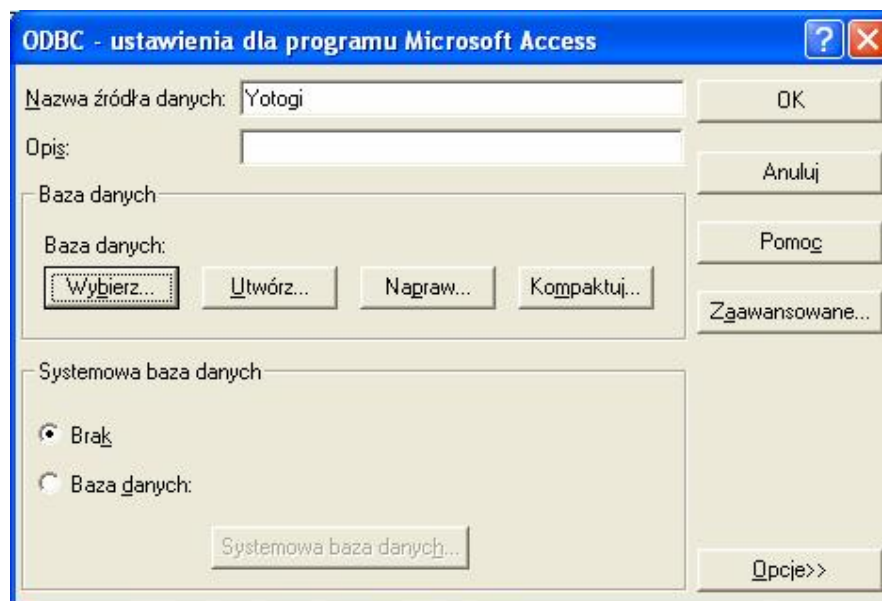 ODBC - ustawienia dla programu Microsoft Access
Nazwa źródła danych: Yotogi
OK
Opis:
Anuluj
Baza danych
Baza danych:
Pomoc
Wybierz... Utwórz... Napraw... Kompaktuj...
Zaawansowane...
Systemowa baza danych
Brak
Baza danych:
Systemowa baza danych...
Opcje>>